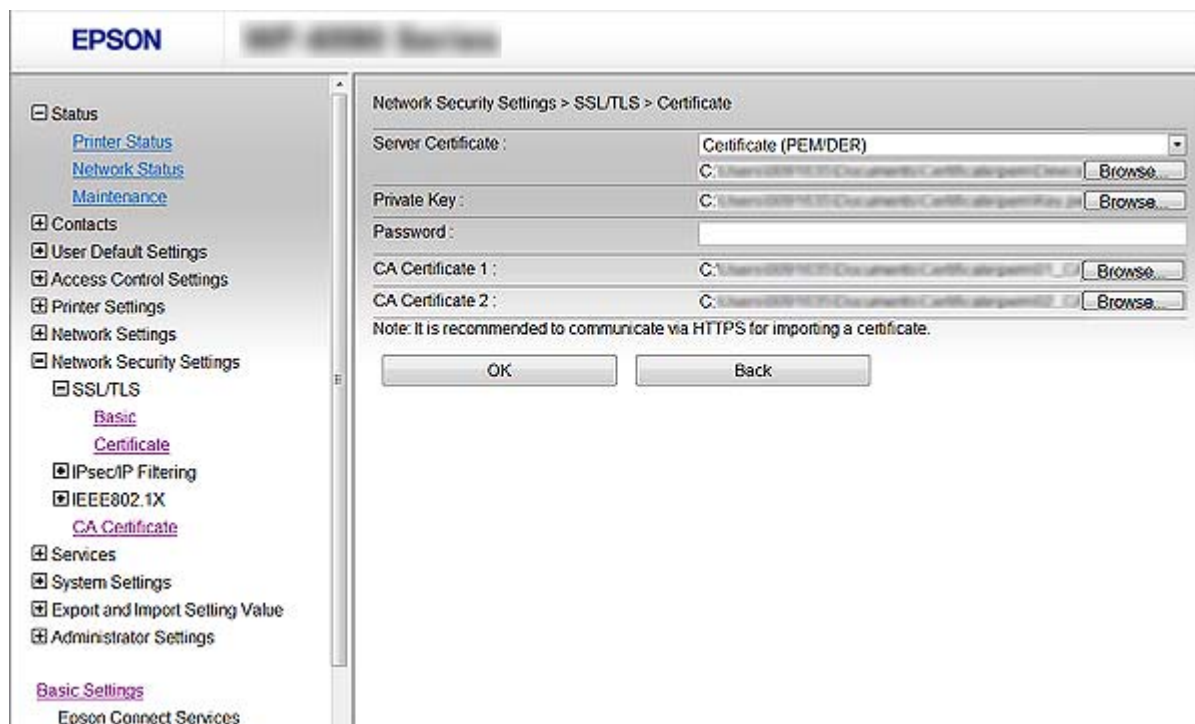 EPSON
Status
Printer Status
Network Status
Maintenance
Contacts
User Default Settings
Access Control Settings
Printer Settings
Network Settings
Network Security Settings
SSL/TLS
Basic
Certificate
IPsec/IP Filtering
IEEE802.1X
CA Certificate
Services
System Settings
Export and Import Setting Value
Administrator Settings
Basic Settings
Epson Connect Services
Network Security Settings > SSL/TLS > Certificate
Server Certificate : Certificate (PEM/DER)
C: Browse...
Private Key : C: Browse...
Password :
CA Certificate 1 : C: Browse...
CA Certificate 2 : C: Browse...
Note: It is recommended to communicate via HTTPS for importing a certificate.
OK Back